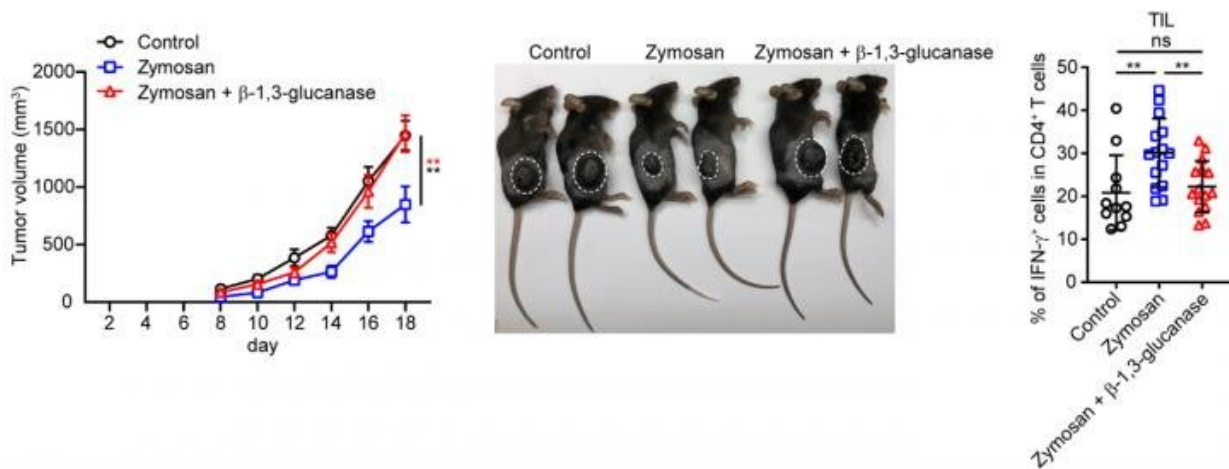 Control
Zymosan
Zymosan + β-1,3-glucanase
Tumor volume (mm³)
2000
1500
1000
500
0
2 4 6 8 10 12 14 16 18
day
**
**
Control Zymosan Zymosan + β-1,3-glucanase
TIL
ns
** **
% of IFN-γ⁺ cells in CD4⁺ T cells
50
40
30
20
10
0
Control
Zymosan
Zymosan + β-1,3-glucanase